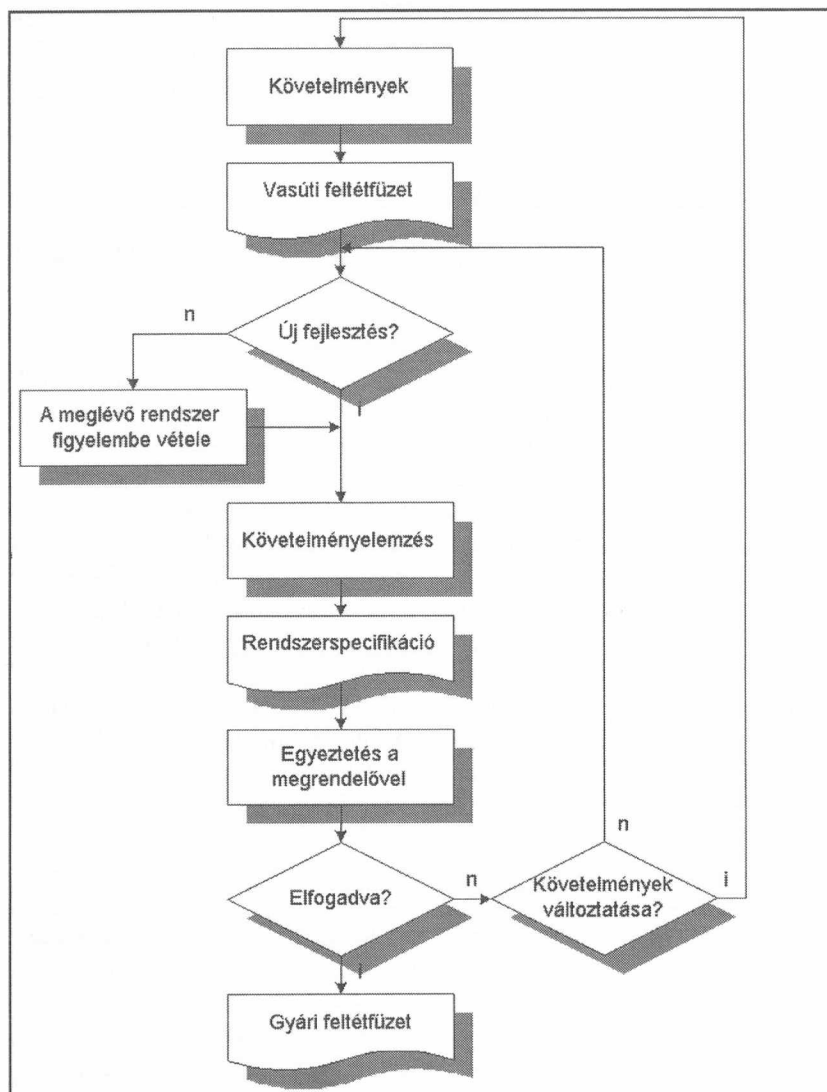 Követelmények
Vasúti feltétfüzet
n
Új fejlesztés?
i
A meglévő rendszer
figyelembe vétele
Követelményelemzés
Rendszerspecifikáció
Egyeztetés a
megrendelővel
n
Elfogadva?
n
Követelmények
változtatása?
i
i
Gyári feltétfüzet